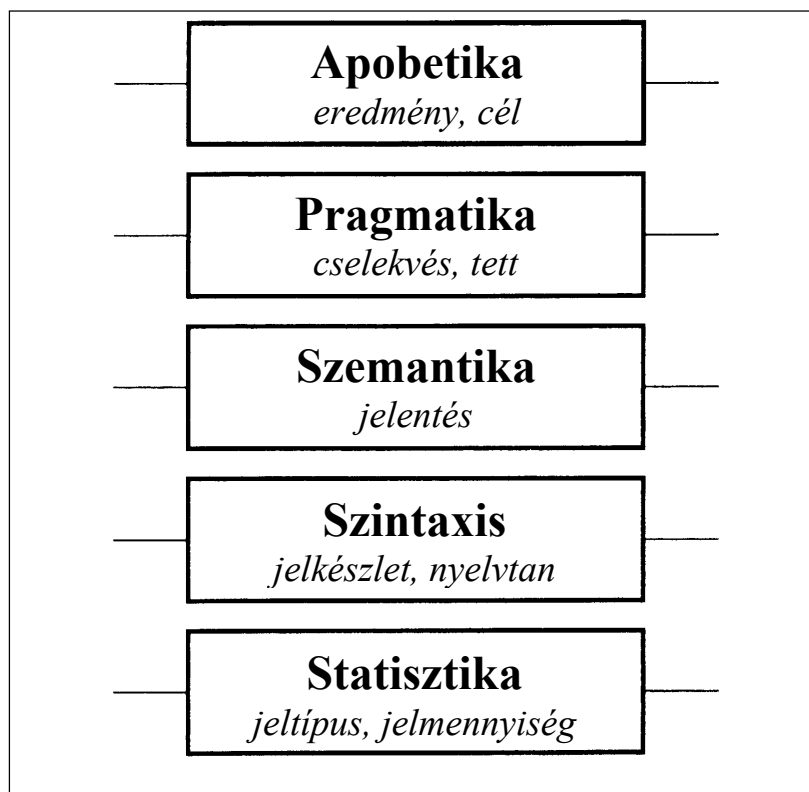 Apobetika
eredmény, cél
Pragmatika
cselekvés, tett
Szemantika
jelentés
Szintaxis
jelkészlet, nyelvtan
Statisztika
jeltípus, jelmennyiség